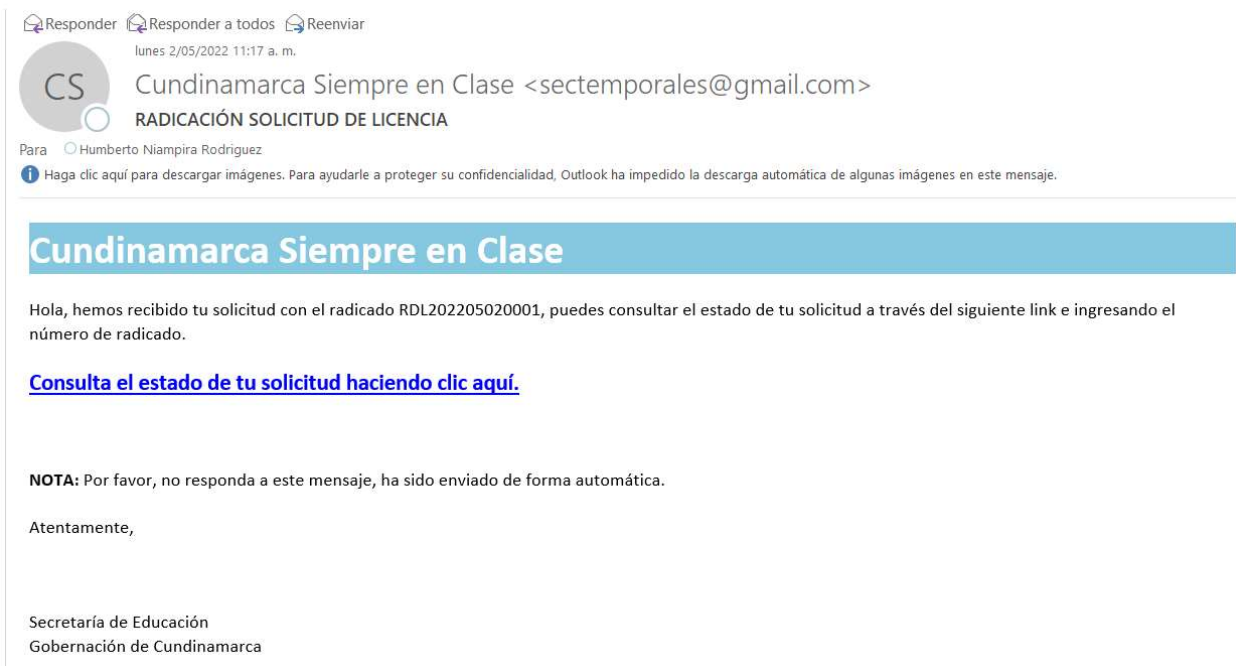 Responder Responder a todos Reenviar
lunes 2/05/2022 11:17 a. m.
CS
Cundinamarca Siempre en Clase <sectemporales@gmail.com>
RADICACIÓN SOLICITUD DE LICENCIA
Para Humberto Niampira Rodriguez
Haga clic aquí para descargar imágenes. Para ayudarle a proteger su confidencialidad, Outlook ha impedido la descarga automática de algunas imágenes en este mensaje.
Cundinamarca Siempre en Clase
Hola, hemos recibido tu solicitud con el radicado RDL202205020001, puedes consultar el estado de tu solicitud a través del siguiente link e ingresando el
número de radicado.
Consulta el estado de tu solicitud haciendo clic aquí.
NOTA: Por favor, no responda a este mensaje, ha sido enviado de forma automática.
Atentamente,
Secretaría de Educación
Gobernación de Cundinamarca